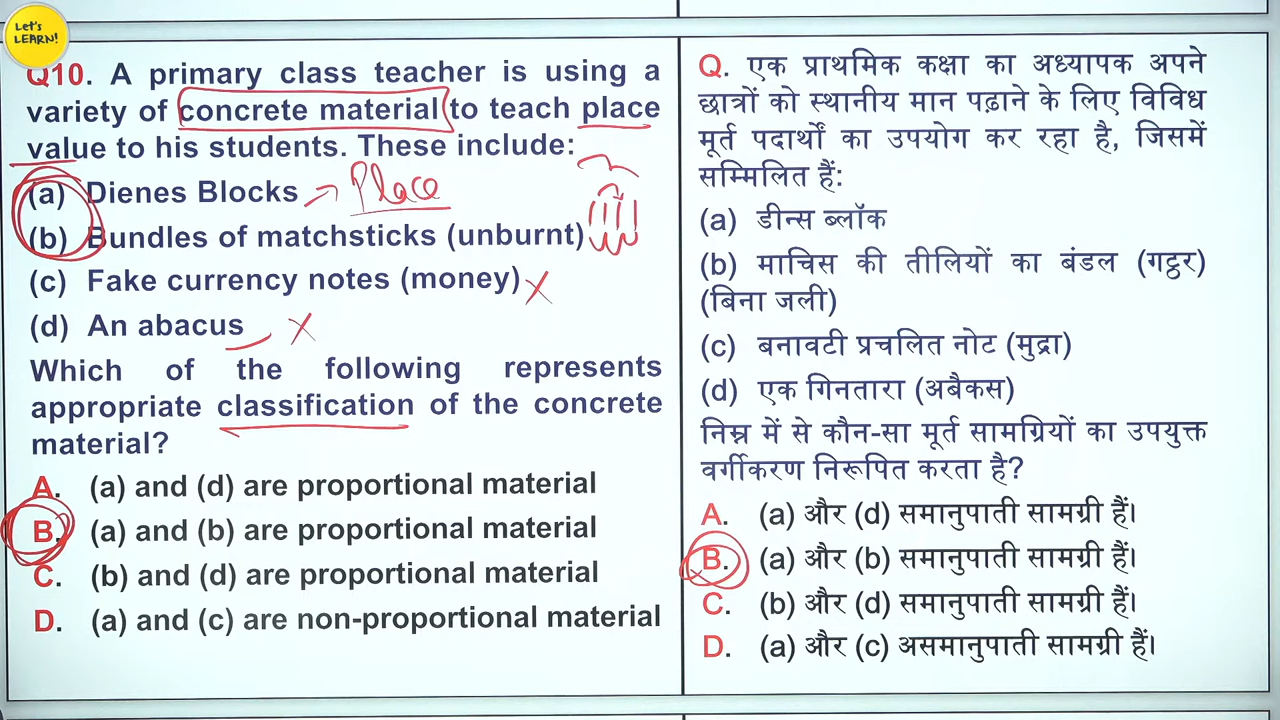 Let's
LEARN!
Q10. A primary class teacher is using a
variety of concrete material to teach place
value to his students. These include:
(a) Dienes Blocks → Place
(b) Bundles of matchsticks (unburnt)
(c) Fake currency notes (money) X
(d) An abacus X
Which of the following represents
appropriate classification of the concrete
material?
A. (a) and (d) are proportional material
B. (a) and (b) are proportional material
C. (b) and (d) are proportional material
D. (a) and (c) are non-proportional material
Q. एक प्राथमिक कक्षा का अध्यापक अपने
छात्रों को स्थानीय मान पढ़ाने के लिए विविध
मूर्त पदार्थों का उपयोग कर रहा है, जिसमें
सम्मिलित हैं:
(a) डीन्स ब्लॉक
(b) माचिस की तीलियों का बंडल (गट्ठर)
(बिना जली)
(c) बनावटी प्रचलित नोट (मुद्रा)
(d) एक गिनतारा (अबैकस)
निम्न में से कौन-सा मूर्त सामग्रियों का उपयुक्त
वर्गीकरण निरूपित करता है?
A. (a) और (d) समानुपाती सामग्री हैं।
B. (a) और (b) समानुपाती सामग्री हैं।
C. (b) और (d) समानुपाती सामग्री हैं।
D. (a) और (c) असमानुपाती सामग्री हैं।